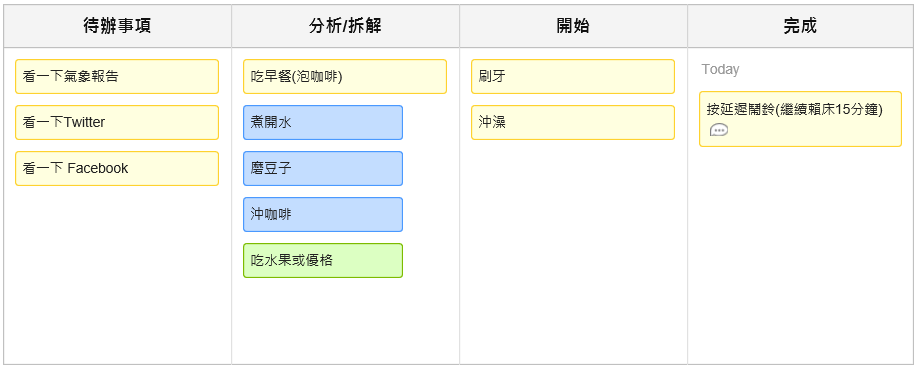 待辦事項
看一下氣象報告
看一下Twitter
看一下 Facebook
分析/拆解
吃早餐(泡咖啡)
煮開水
磨豆子
沖咖啡
吃水果或優格
開始
刷牙
沖澡
完成
Today
按延遲鬧鈴(繼續賴床15分鐘)